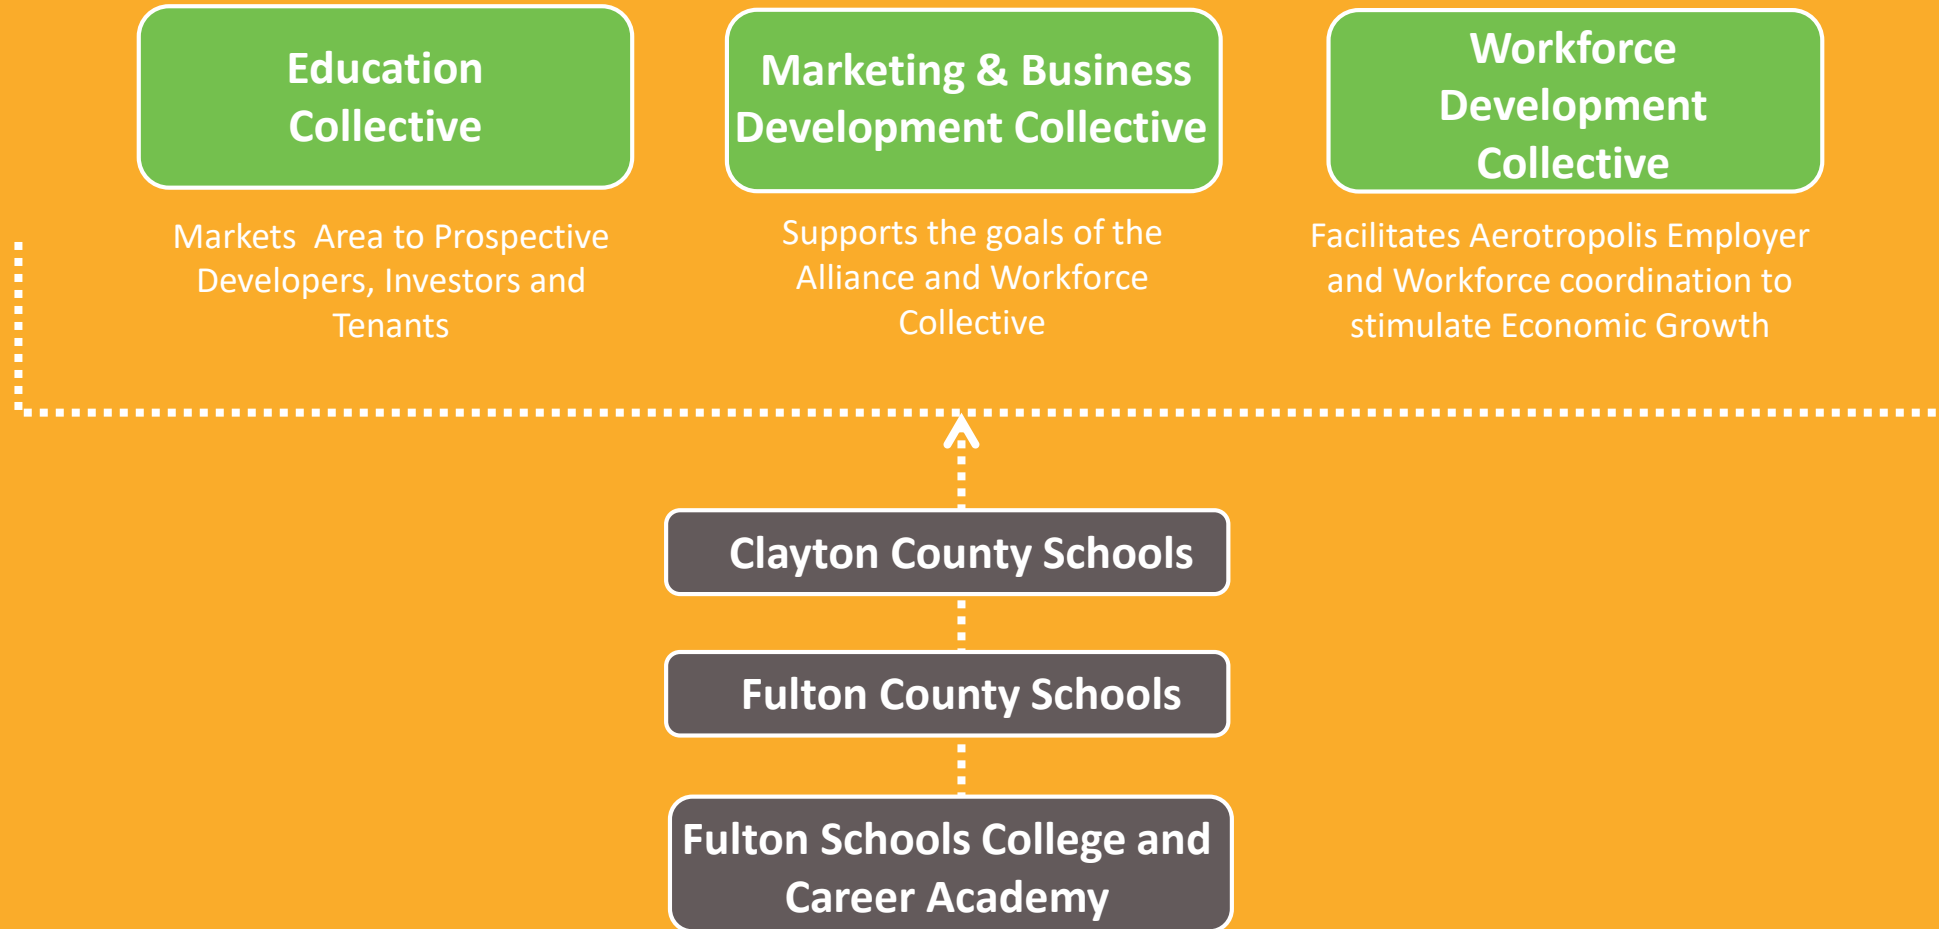 Education
Collective
Marketing & Business
Development Collective
Workforce
Development
Collective
Markets  Area to Prospective
Developers, Investors and
Tenants
Supports the goals of the
Alliance and Workforce
Collective
Facilitates Aerotropolis Employer
and Workforce coordination to
stimulate Economic Growth
Clayton County Schools
Fulton County Schools
Fulton Schools College and
Career Academy